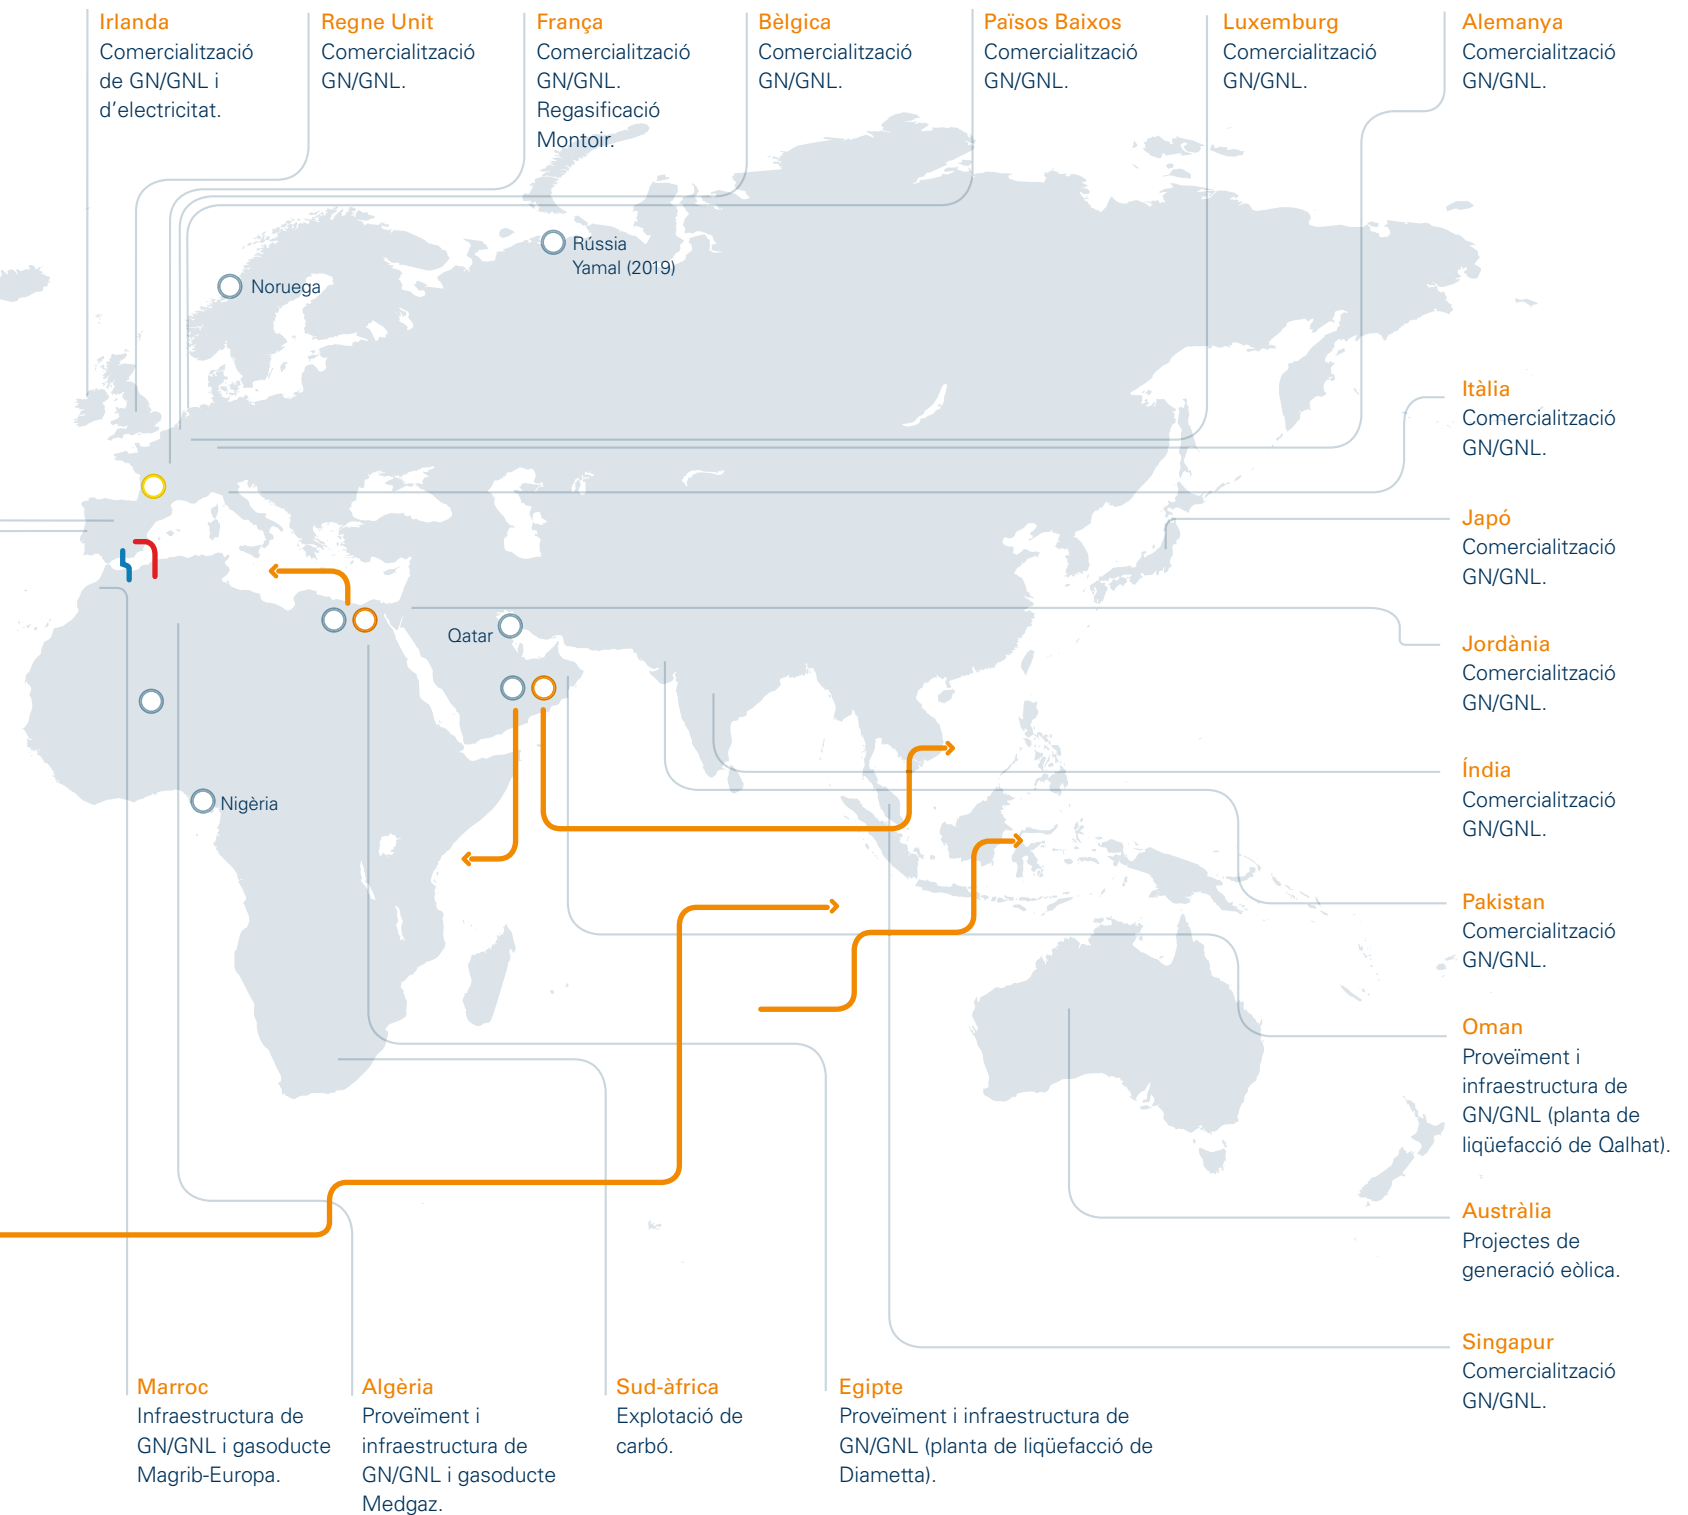 Irlanda
Comercialització
de GN/GNL i
d’electricitat.
Regne Unit
Comercialització
GN/GNL.
França
Comercialització
GN/GNL.
Regasificació
Montoir.
Bèlgica
Comercialització
GN/GNL.
Països Baixos
Comercialització
GN/GNL.
Luxemburg
Comercialització
GN/GNL.
Alemanya
Comercialització
GN/GNL.
Rússia
Yamal (2019)
Noruega
Itàlia
Comercialització
GN/GNL.
Japó
Comercialització
GN/GNL.
Qatar
Jordània
Comercialització
GN/GNL.
Índia
Comercialització
GN/GNL.
Nigèria
Pakistan
Comercialització
GN/GNL.
Oman
Proveïment i
infraestructura de
GN/GNL (planta de
liqüefacció de Qalhat).
Austràlia
Projectes de
generació eòlica.
Singapur
Comercialització
GN/GNL.
Marroc
Infraestructura de
GN/GNL i gasoducte
Magrib-Europa.
Algèria
Proveïment i
infraestructura de
GN/GNL i gasoducte
Medgaz.
Sud-àfrica
Explotació de
carbó.
Egipte
Proveïment i infraestructura de
GN/GNL (planta de liqüefacció de
Diametta).